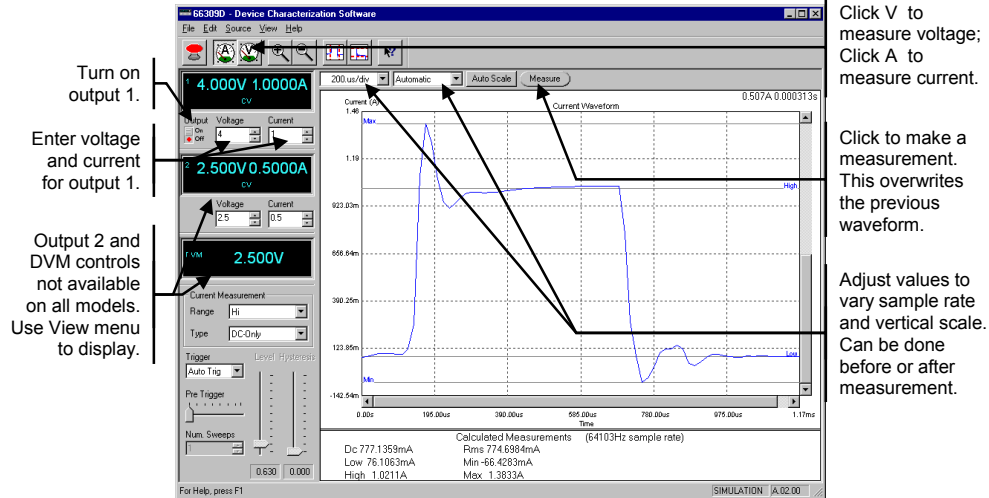 66309D - Device Characterization Software
File Edit Source View Help
A V
Click V to
measure voltage;
Click A to
measure current.
Turn on
output 1.
1 4.000V 1.0000A
CV
Output Voltage Current
On
Off
4
1
Enter voltage
and current
for output 1.
2 2.500V 0.5000A
CV
Voltage Current
2.5
0.5
Output 2 and
DVM controls
not available
on all models.
Use View menu
to display.
2.500V
Current Measurement
Range Hi
Type DC-Only
Trigger Level Hysteresis
Auto Trig
Pre Trigger
Num. Sweeps
1
0.630 0.000
200.us/div Automatic Auto Scale Measure
0.507A 0.000313s
Current (A) Current Waveform
1.46
Max
1.19
High
923.03m
656.64m
390.25m
123.85m
Low
Min
-142.54m
0.00s 195.00us 390.00us 585.00us 780.00us 975.00us 1.17ms
Time
Calculated Measurements (64103Hz sample rate)
Dc 777.1359mA Rms 774.6984mA
Low 76.1063mA Min -66.4283mA
High 1.0211A Max 1.3833A
Click to make a
measurement.
This overwrites
the previous
waveform.
Adjust values to
vary sample rate
and vertical scale.
Can be done
before or after
measurement.
For Help, press F1
SIMULATION A.02.00